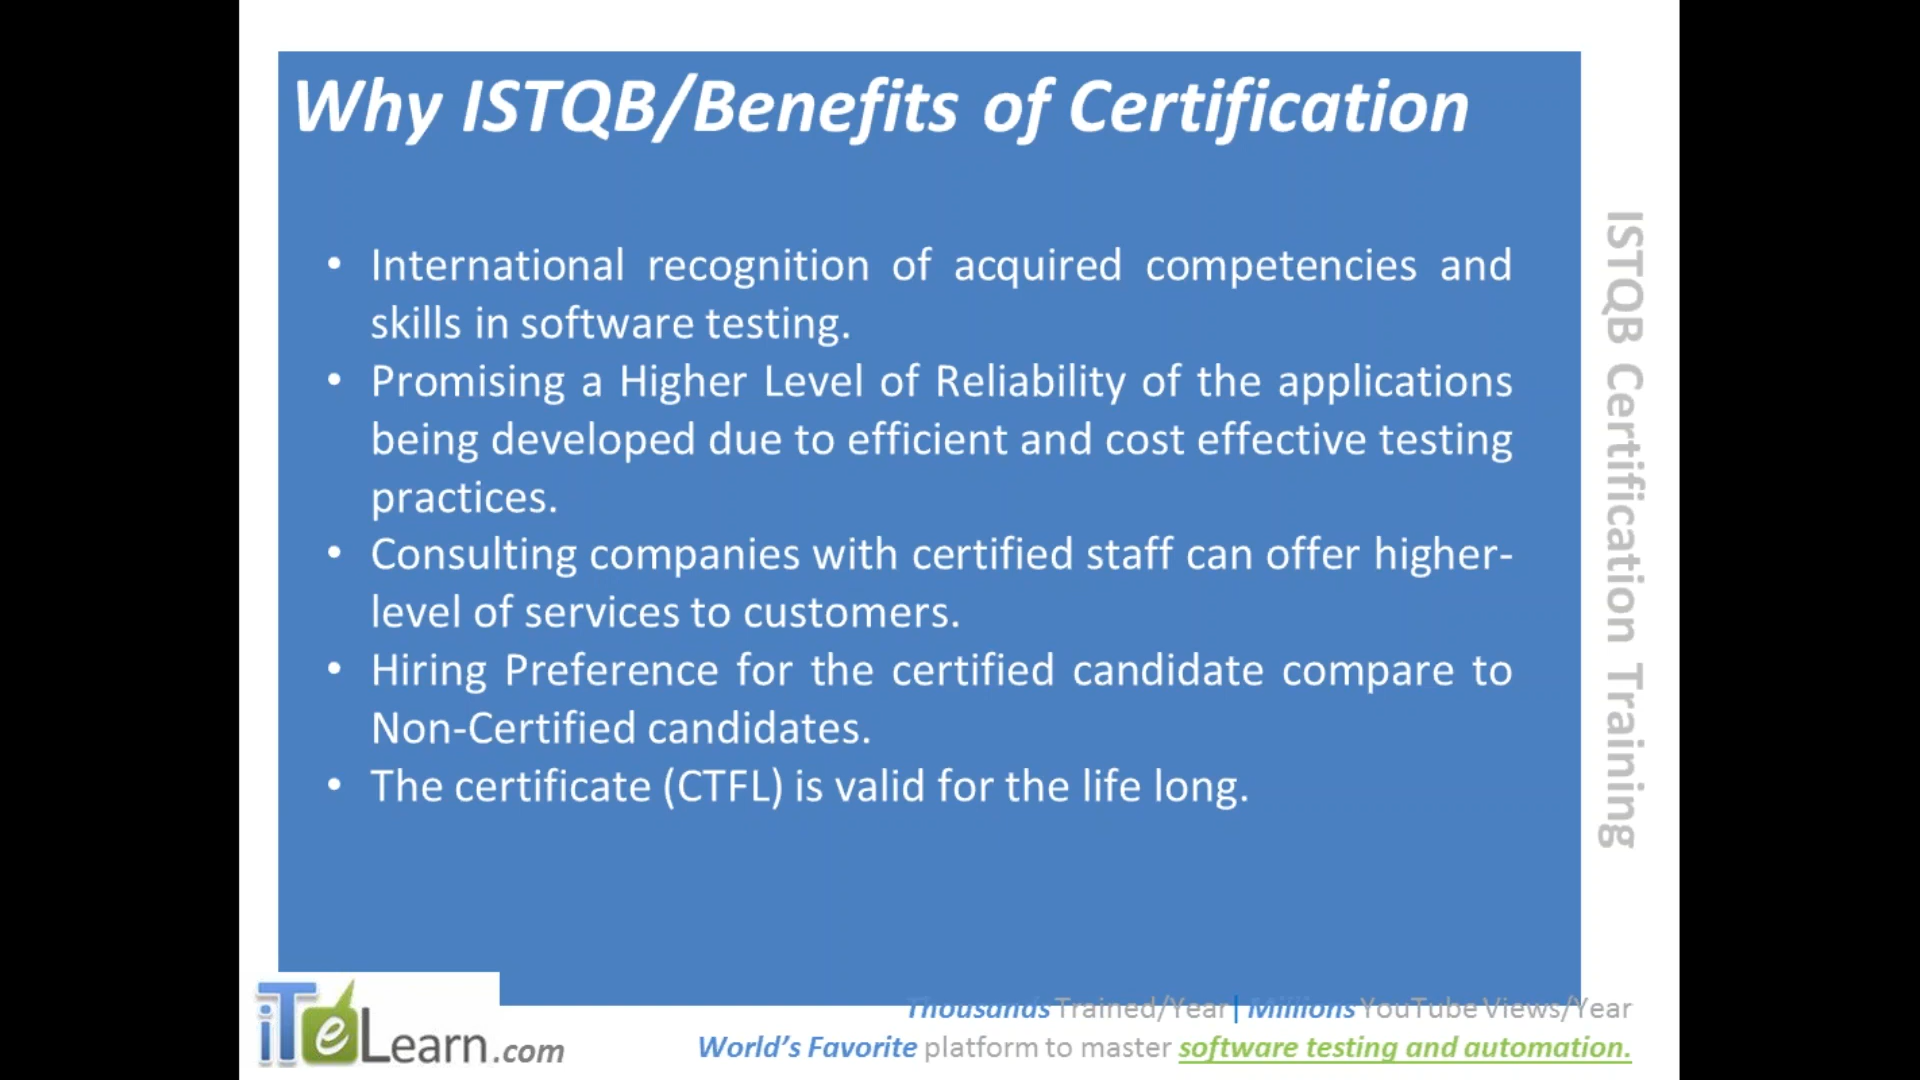 Why ISTQB/Benefits of Certification
• International recognition of acquired competencies and
skills in software testing.
• Promising a Higher Level of Reliability of the applications
being developed due to efficient and cost effective testing
practices.
• Consulting companies with certified staff can offer higher-
level of services to customers.
• Hiring Preference for the certified candidate compare to
Non-Certified candidates.
• The certificate (CTFL) is valid for the life long.
ISTQB Certification Training
iTeLearn.com
Thousands Trained/Year | Millions YouTube Views/Year
World's Favorite platform to master software testing and automation.